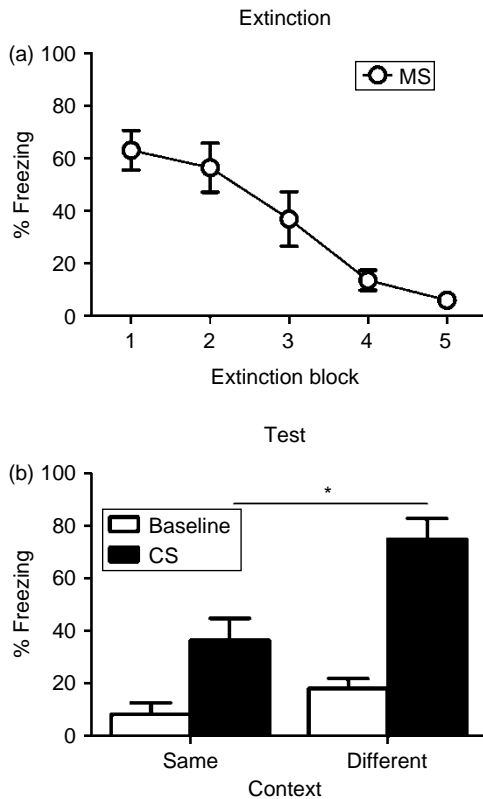 Extinction
(a)
MS
100
80
60
40
20
0
% Freezing
1 2 3 4 5
Extinction block
Test
(b)
*
Baseline
CS
100
80
60
40
20
0
% Freezing
Same Different
Context